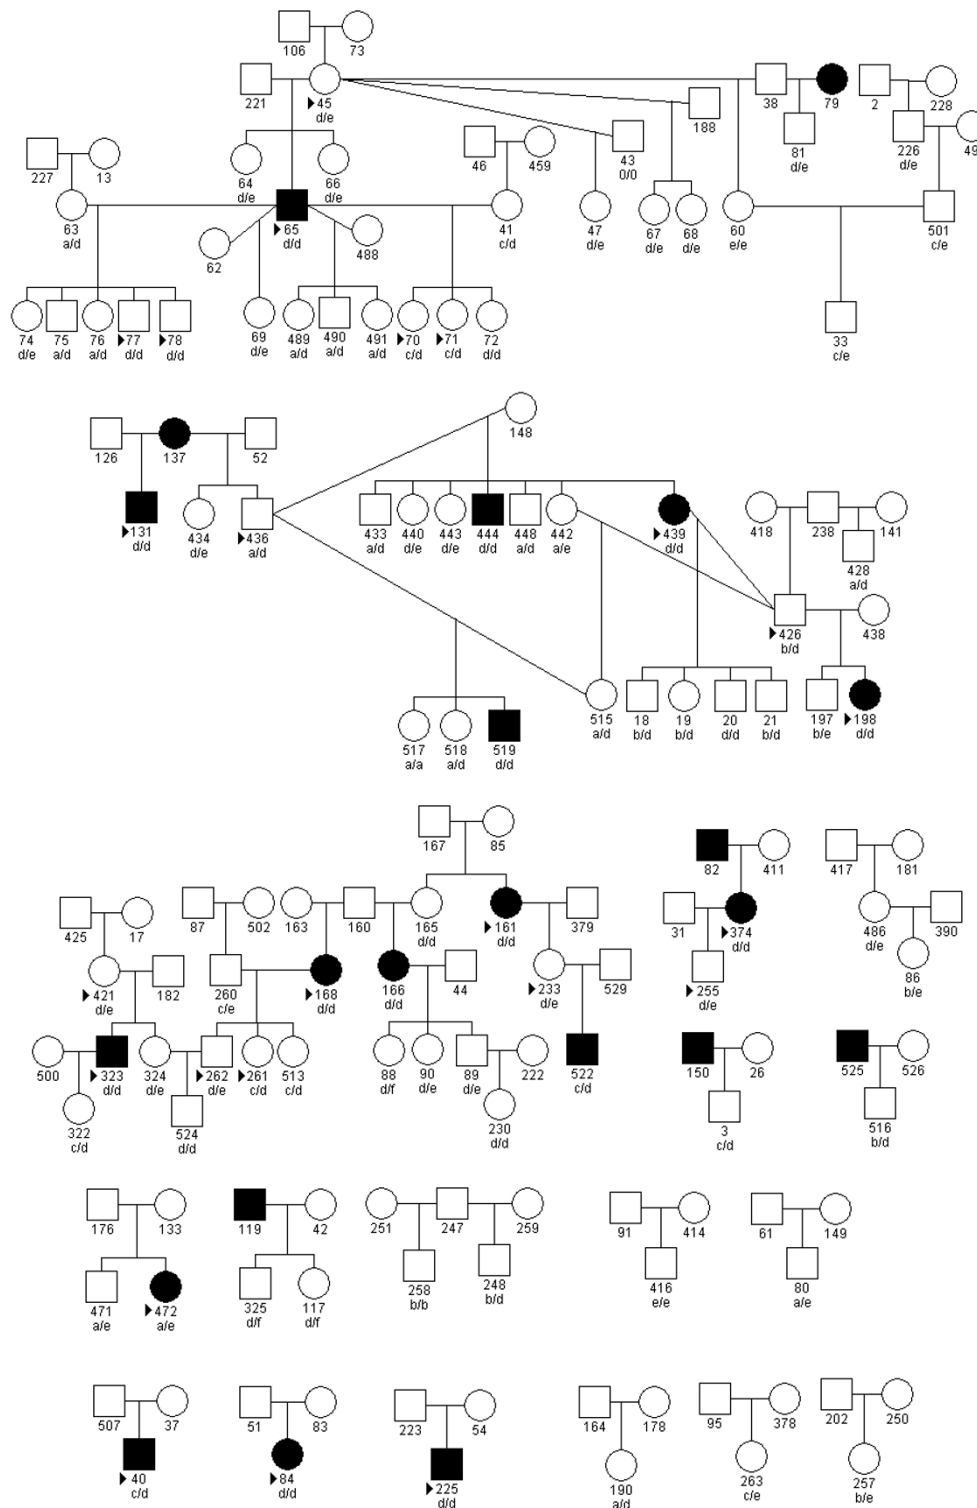 106 73
221 45 38 79 2 228
d/e
188
227 13 64 66 46 459 43 81 226 49
d/e d/e 0/0 d/e d/e
63 65 41 47 67 68 60 501
a/d d/d c/d d/e d/e d/e e/e c/e
62 488
74 75 76 77 78 69 489 490 491 70 71 72 33
d/e a/d a/d d/d d/d d/e a/d a/d a/d c/d c/d d/d c/e
148
126 137 52
131 434 436 433 440 443 444 448 442 439 418 238 141
d/d d/e a/d a/d d/e d/e d/d a/d a/e d/d
428
a/d
426 438
b/d
517 518 519 515 18 19 20 21 197 198
a/a a/d d/d a/d b/d b/d d/d b/d b/e d/d
167 85
82 411 417 181
425 17 87 502 163 160 165 161 379 31 374 486 390
d/d d/d d/d d/e
421 182 260 168 166 44 233 529 255 86
d/e c/e d/d d/d d/e d/e b/e
500 323 324 262 261 513 88 90 89 222 522 150 26 525 526
d/d d/e d/e c/d c/d d/f d/e d/e c/d
322 524 230 3 516
c/d d/d d/d c/d b/d
176 133 119 42 251 247 259 91 414 61 149
471 472 325 117 258 248 416 80
a/e a/e d/f d/f b/b b/d e/e a/e
507 37 51 83 223 54 164 178 95 378 202 250
40 84 225 190 263 257
c/d d/d d/d a/d c/e b/e